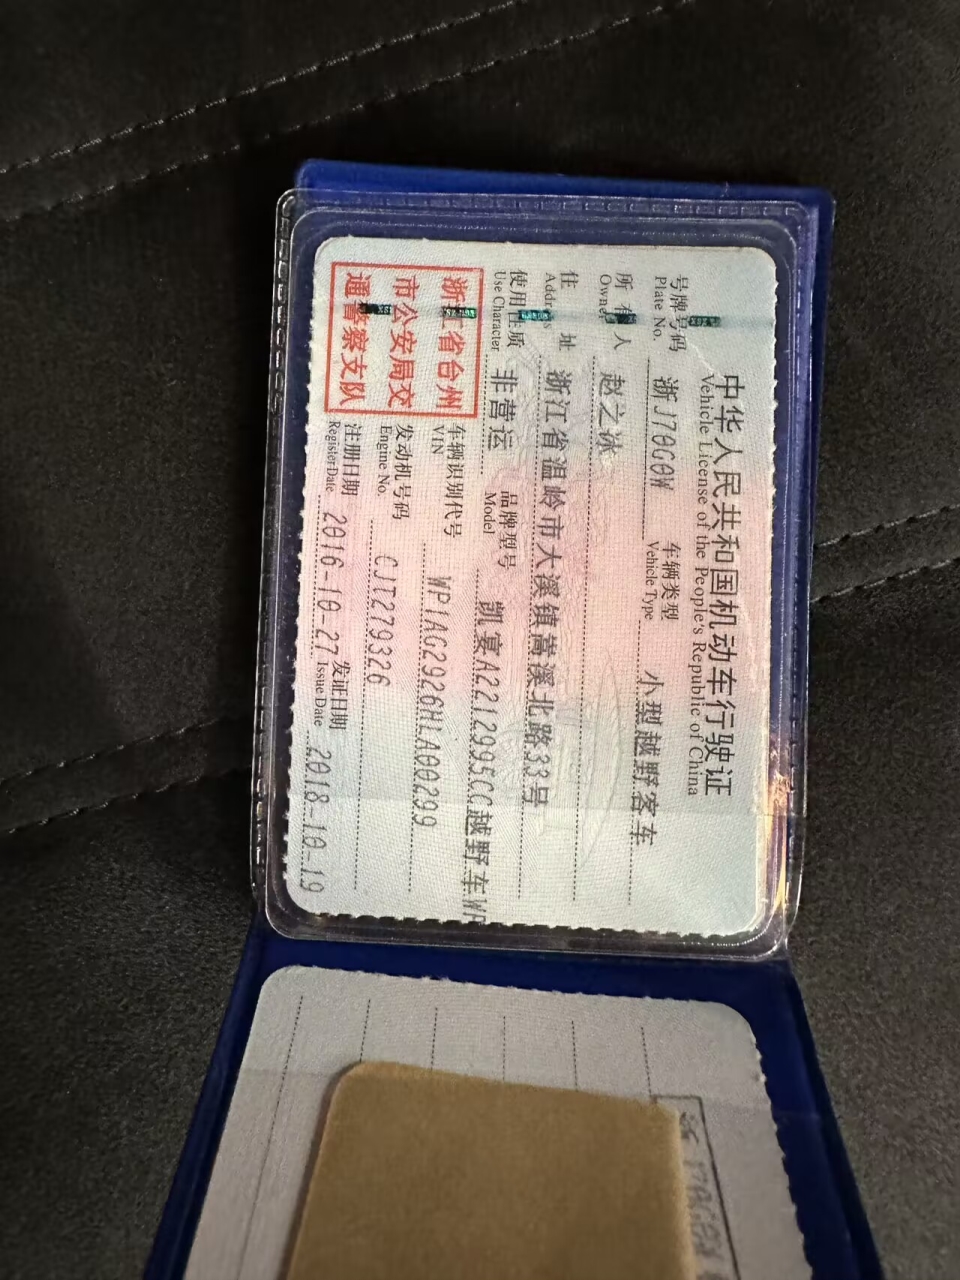 中华人民共和国机动车行驶证
Vehicle License of the People's Republic of China
号牌号码 浙J70G0W 车辆类型 小型越野客车
Plate No. Vehicle Type
所有人 赵之
Owner
住址 浙江省温岭市大溪镇嵩溪北路33号
Address
使用性质 非营运 品牌型号 凯宴A2212995CC越野车WP
Use Character Model
浙江省台州
市公安局交
通警察支队
车辆识别代号 WP1AG2926HLA00299
VIN
发动机号码 CJT279326
Engine No.
注册日期 2016-10-27 发证日期 2018-10-19
Register Date Issue Date